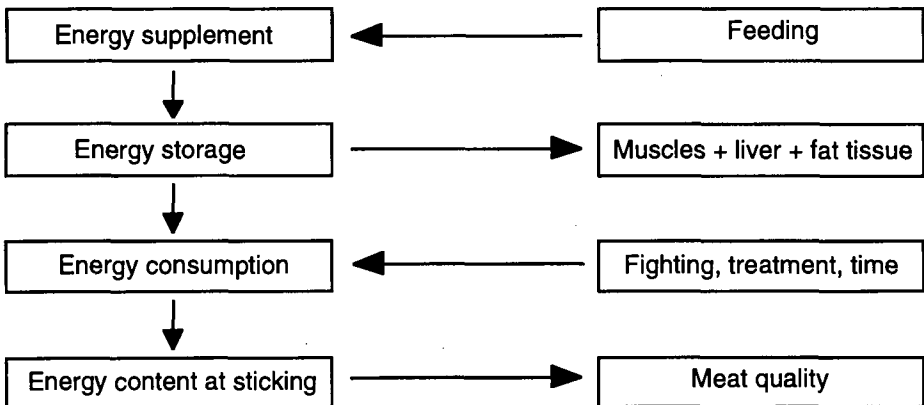 Energy supplement
Feeding
Energy storage
Muscles + liver + fat tissue
Energy consumption
Fighting, treatment, time
Energy content at sticking
Meat quality